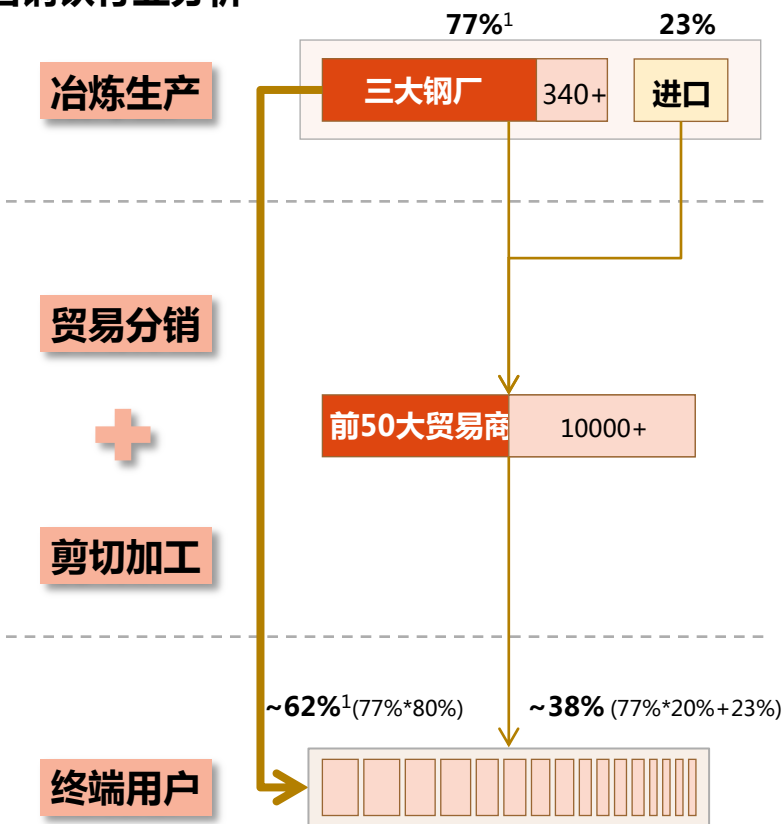 77%1 23%
冶炼生产
三大钢厂 340+ 进口
贸易分销
前50大贸易商 10000+
剪切加工
~62%1(77%*80%) ~38% (77%*20%+23%)
终端用户